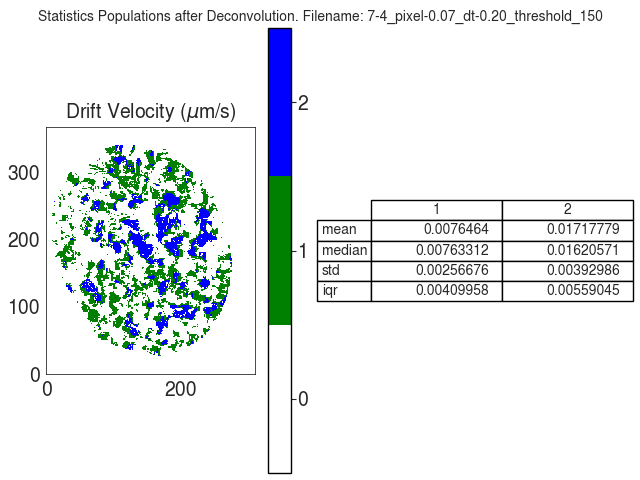 Statistics Populations after Deconvolution. Filename: 7-4_pixel-0.07_dt-0.20_threshold_150
Drift Velocity (μm/s)
300
200
100
0
0 200
2
1
0
1 2
mean 0.0076464 0.01717779
median 0.00763312 0.01620571
std 0.00256676 0.00392986
iqr 0.00409958 0.00559045